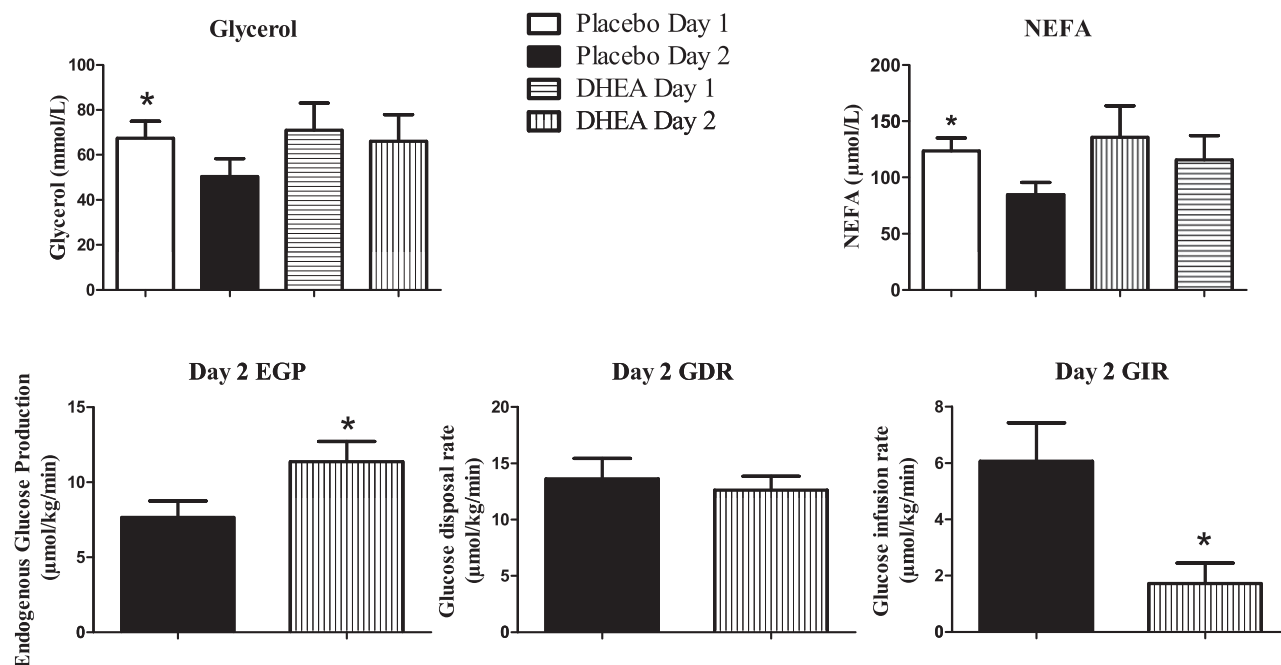 Glycerol
Glycerol (mmol/L)
100
80
60
40
20
0
*
Placebo Day 1
Placebo Day 2
DHEA Day 1
DHEA Day 2
NEFA
NEFA (µmol/L)
200
150
100
50
0
*
Day 2 EGP
Endogenous Glucose Production
(µmol/kg/min)
15
10
5
0
*
Day 2 GDR
Glucose disposal rate
(µmol/kg/min)
20
15
10
5
0
Day 2 GIR
Glucose infusion rate
(µmol/kg/min)
8
6
4
2
0
*